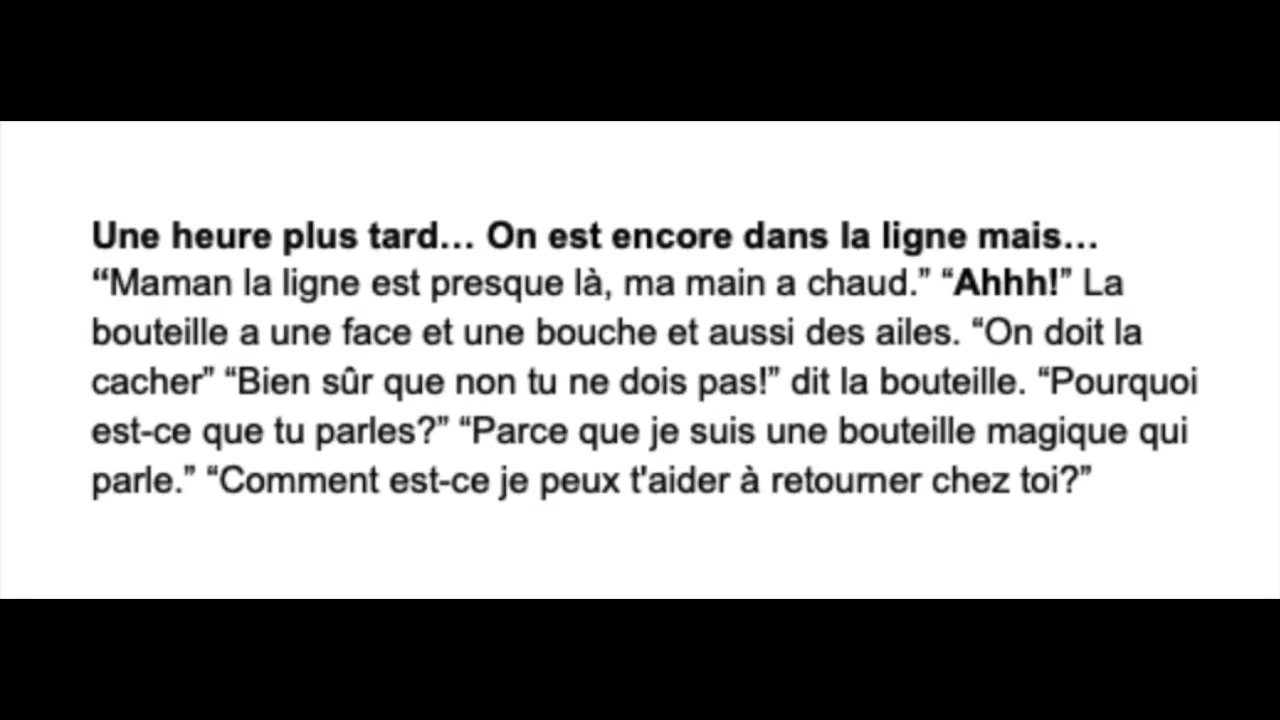 Une heure plus tard… On est encore dans la ligne mais…
“Maman la ligne est presque là, ma main a chaud.” “Ahhh!” La
bouteille a une face et une bouche et aussi des ailes. “On doit la
cacher” “Bien sûr que non tu ne dois pas!” dit la bouteille. “Pourquoi
est-ce que tu parles?” “Parce que je suis une bouteille magique qui
parle.” “Comment est-ce je peux t'aider à retourner chez toi?”